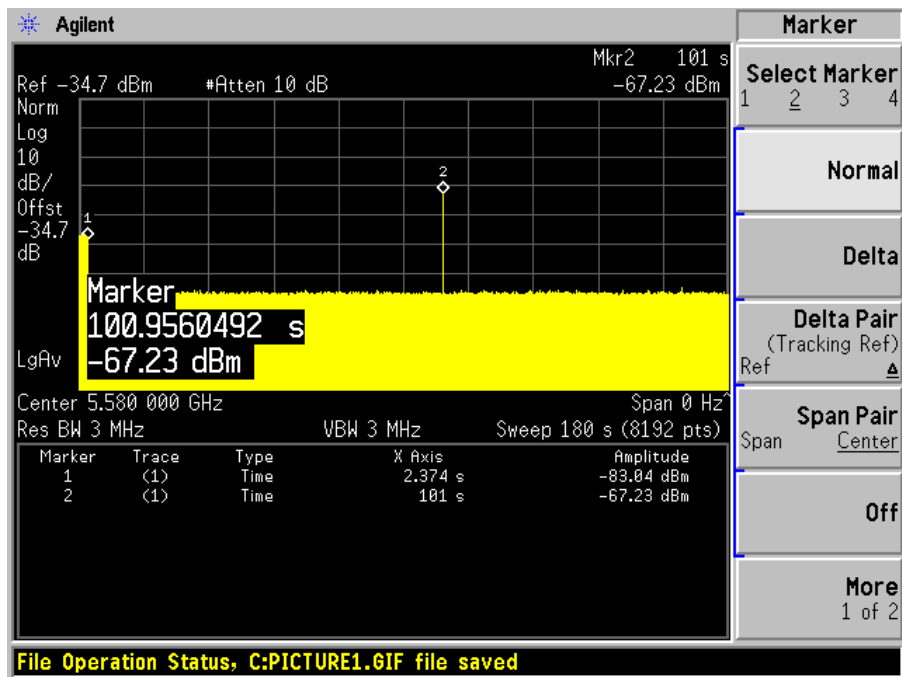 Agilent
Marker
Mkr2 101 s
Ref -34.7 dBm #Atten 10 dB -67.23 dBm
Norm
Log
10
dB/
Offst
-34.7
dB
1
2
Marker
100.9560492 s
-67.23 dBm
LgAv
Center 5.580 000 GHz Span 0 Hz^
Res BW 3 MHz VBW 3 MHz Sweep 180 s (8192 pts)
Marker Trace Type X Axis Amplitude
1 (1) Time 2.374 s -83.04 dBm
2 (1) Time 101 s -67.23 dBm
Select Marker
1 2 3 4
Normal
Delta
Delta Pair
(Tracking Ref)
Ref Δ
Span Pair
Span Center
Off
More
1 of 2
File Operation Status, C:PICTURE1.GIF file saved